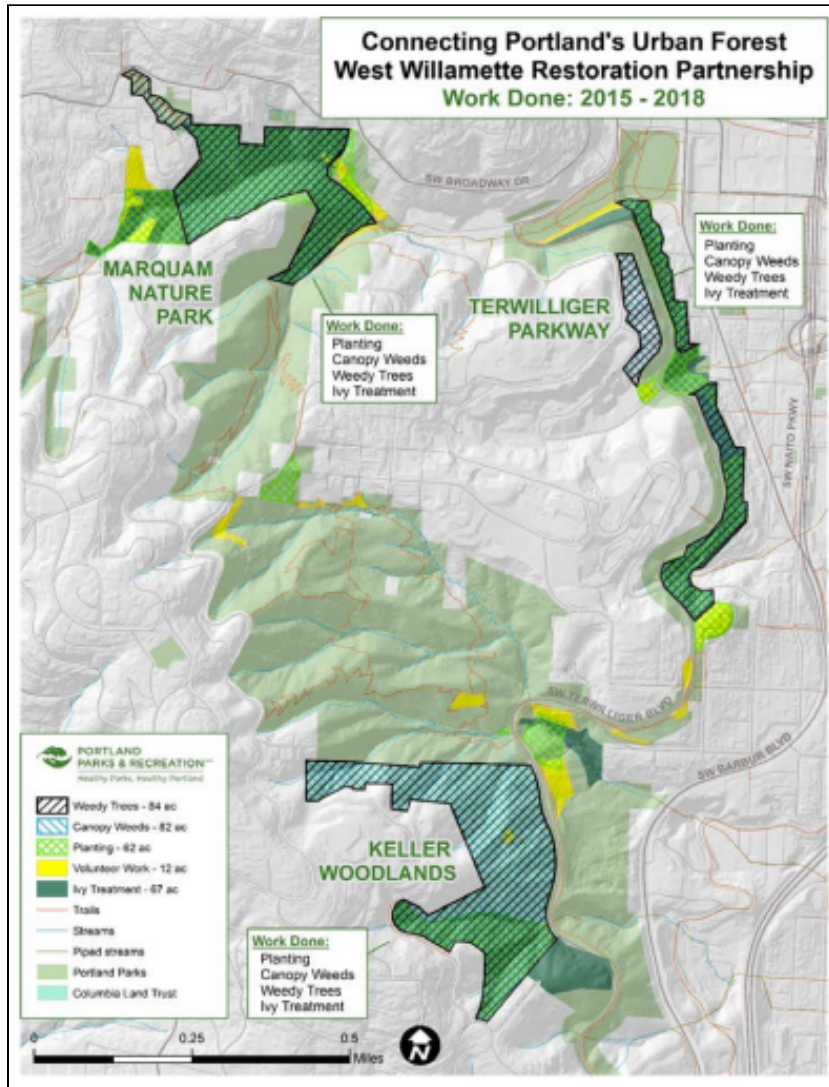 Connecting Portland's Urban Forest
West Willamette Restoration Partnership
Work Done: 2015 - 2018
SW BROADWAY DR
MARQUAM
NATURE
PARK
Work Done:
Planting
Canopy Weeds
Weedy Trees
Ivy Treatment
TERWILLIGER
PARKWAY
Work Done:
Planting
Canopy Weeds
Weedy Trees
Ivy Treatment
SW NAITO PKWY
SW TERWILLIGER BLVD
SW BARBUR BLVD
KELLER
WOODLANDS
Work Done:
Planting
Canopy Weeds
Weedy Trees
Ivy Treatment
PORTLAND
PARKS & RECREATION
Healthy Parks, Healthy Portland
Weedy Trees - 84 ac
Canopy Weeds - 82 ac
Planting - 62 ac
Volunteer Work - 12 ac
Ivy Treatment - 67 ac
Trails
Streams
Piped streams
Portland Parks
Columbia Land Trust
0 0.25 0.5
Miles
N